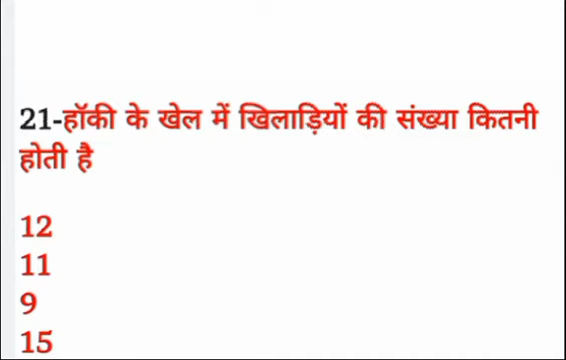 21-हॉकी के खेल में खिलाड़ियों की संख्या कितनी
होती है
12
11
9
15